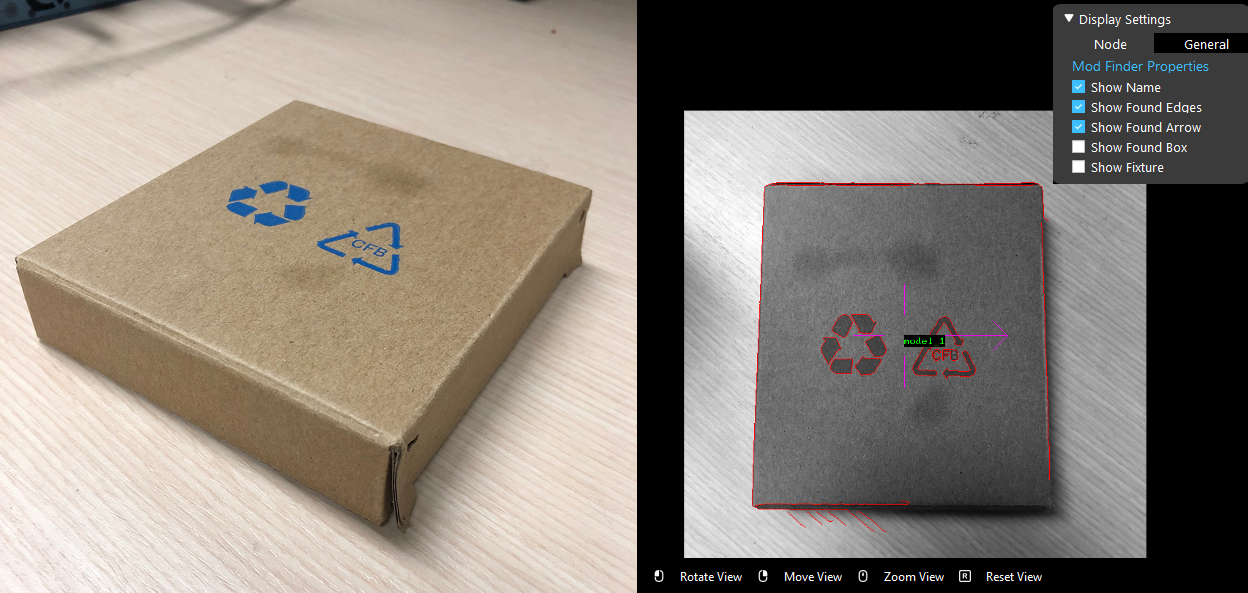 CFB
Display Settings
Node General
Mod Finder Properties
Show Name
Show Found Edges
Show Found Arrow
Show Found Box
Show Fixture
model 1
CFB
Rotate View Move View Zoom View R Reset View